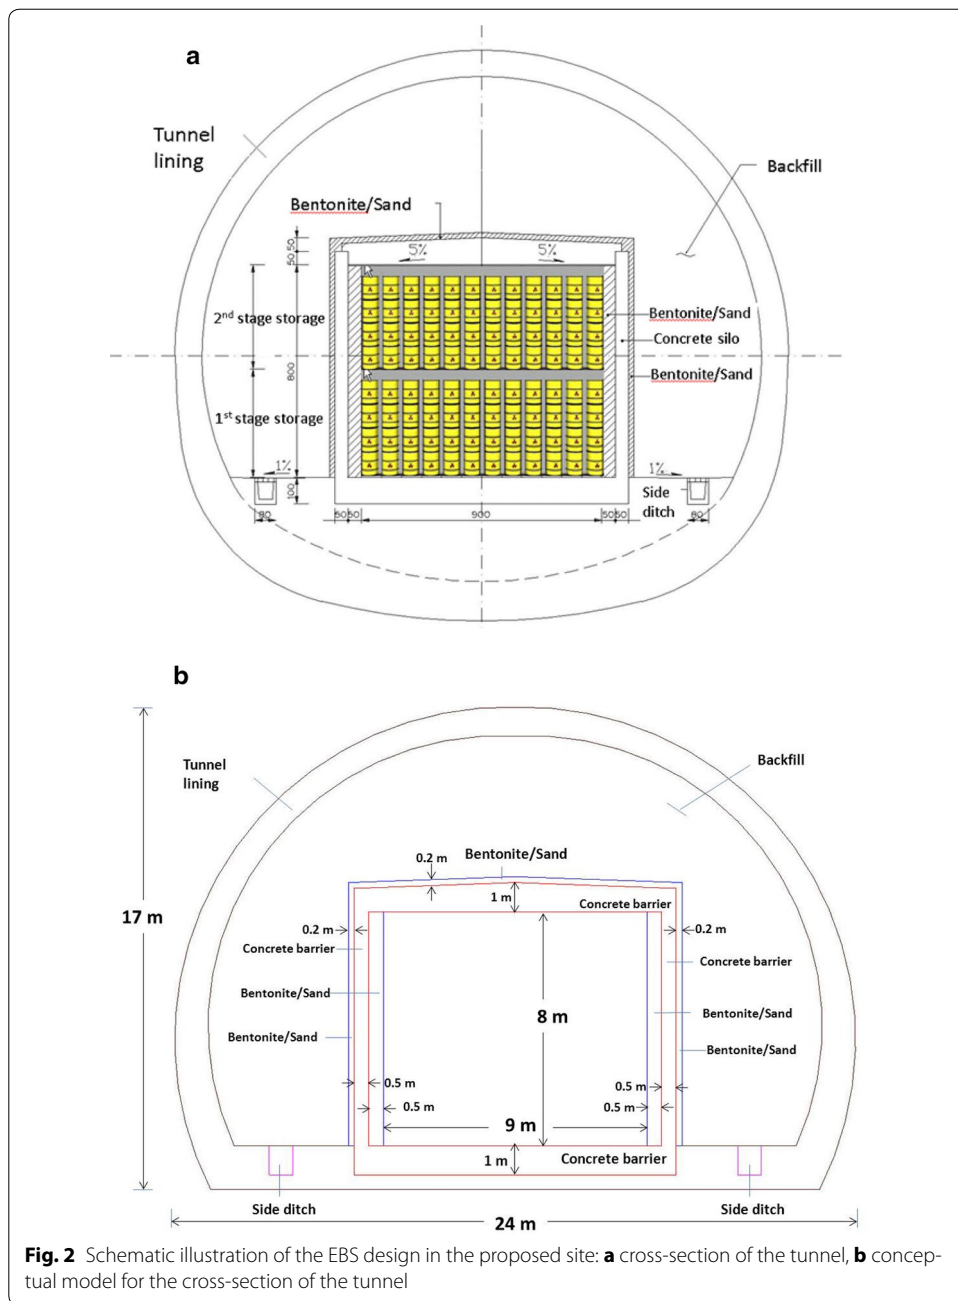 a
Tunnel
lining
Backfill
Bentonite/Sand
50
50
5%
5%
2nd stage storage
Bentonite/Sand
Concrete silo
800
Bentonite/Sand
1st stage storage
1%
1%
100
Side
ditch
80
50
50
900
50
50
80
b
Tunnel
lining
Backfill
Bentonite/Sand
0.2 m
1 m
Concrete barrier
17 m
0.2 m
0.2 m
Concrete barrier
Concrete barrier
Bentonite/Sand
8 m
Bentonite/Sand
Bentonite/Sand
Bentonite/Sand
0.5 m
0.5 m
0.5 m
0.5 m
9 m
1 m
Concrete barrier
Side ditch
Side ditch
24 m
Fig. 2 Schematic illustration of the EBS design in the proposed site: a cross-section of the tunnel, b concep-
tual model for the cross-section of the tunnel